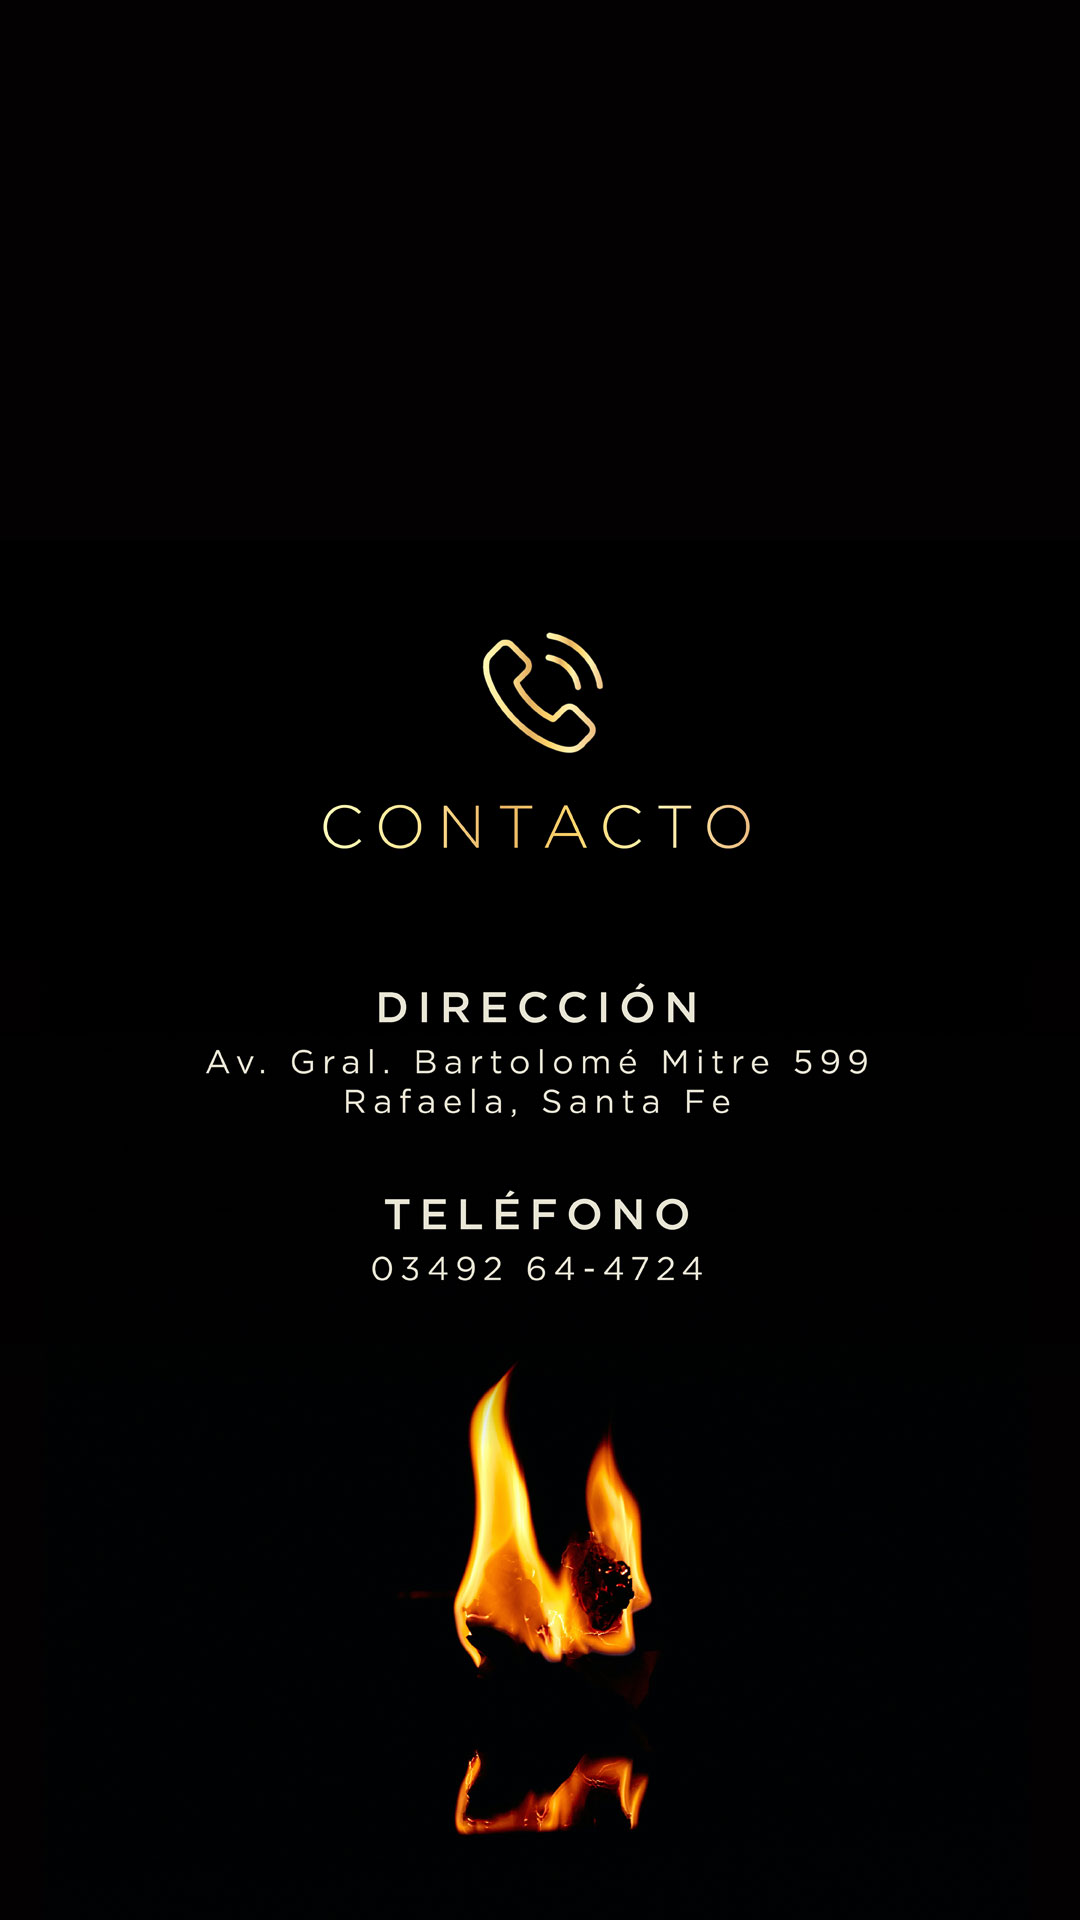 CONTACTO
DIRECCIÓN
Av. Gral. Bartolomé Mitre 599
Rafaela, Santa Fe
TELÉFONO
03492 64-4724